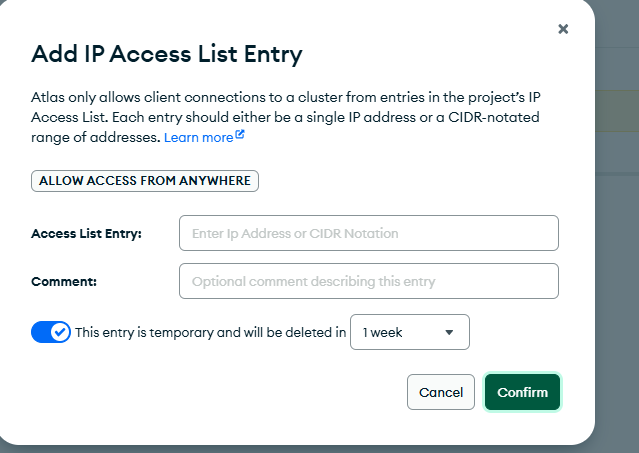 Add IP Access List Entry
Atlas only allows client connections to a cluster from entries in the project's IP
Access List. Each entry should either be a single IP address or a CIDR-notated
range of addresses. Learn more
ALLOW ACCESS FROM ANYWHERE
Access List Entry: Enter Ip Address or CIDR Notation
Comment: Optional comment describing this entry
This entry is temporary and will be deleted in 1 week
Cancel Confirm